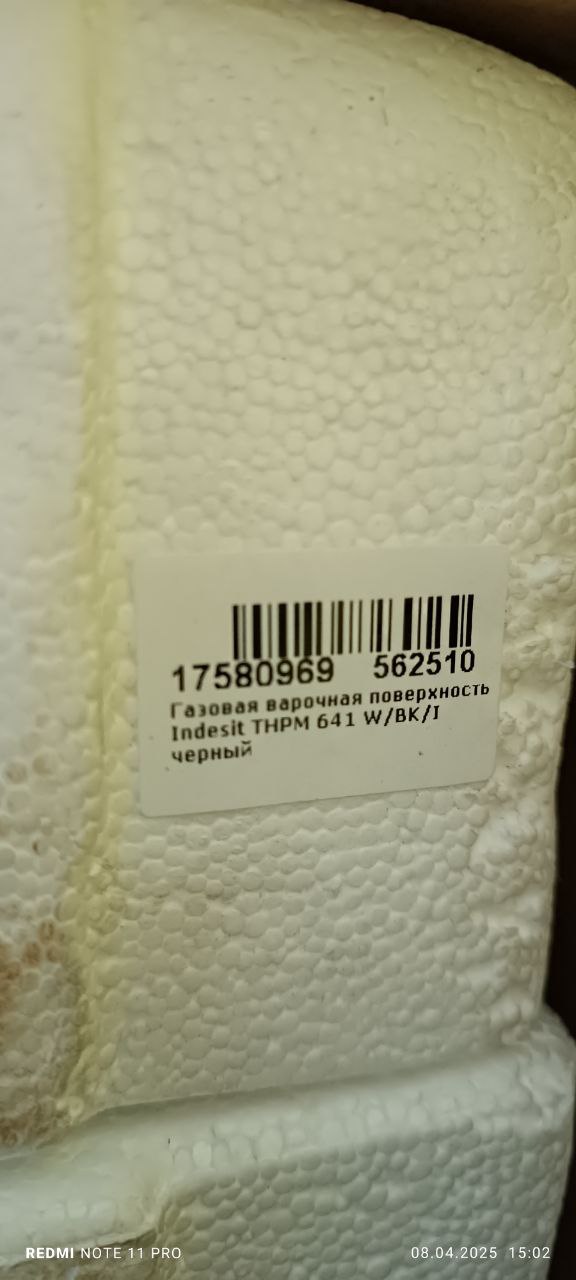 17580969 562510
Газовая варочная поверхность
Indesit THPM 641 W/BK/I
черный
REDMI NOTE 11 PRO
08.04.2025 15:02